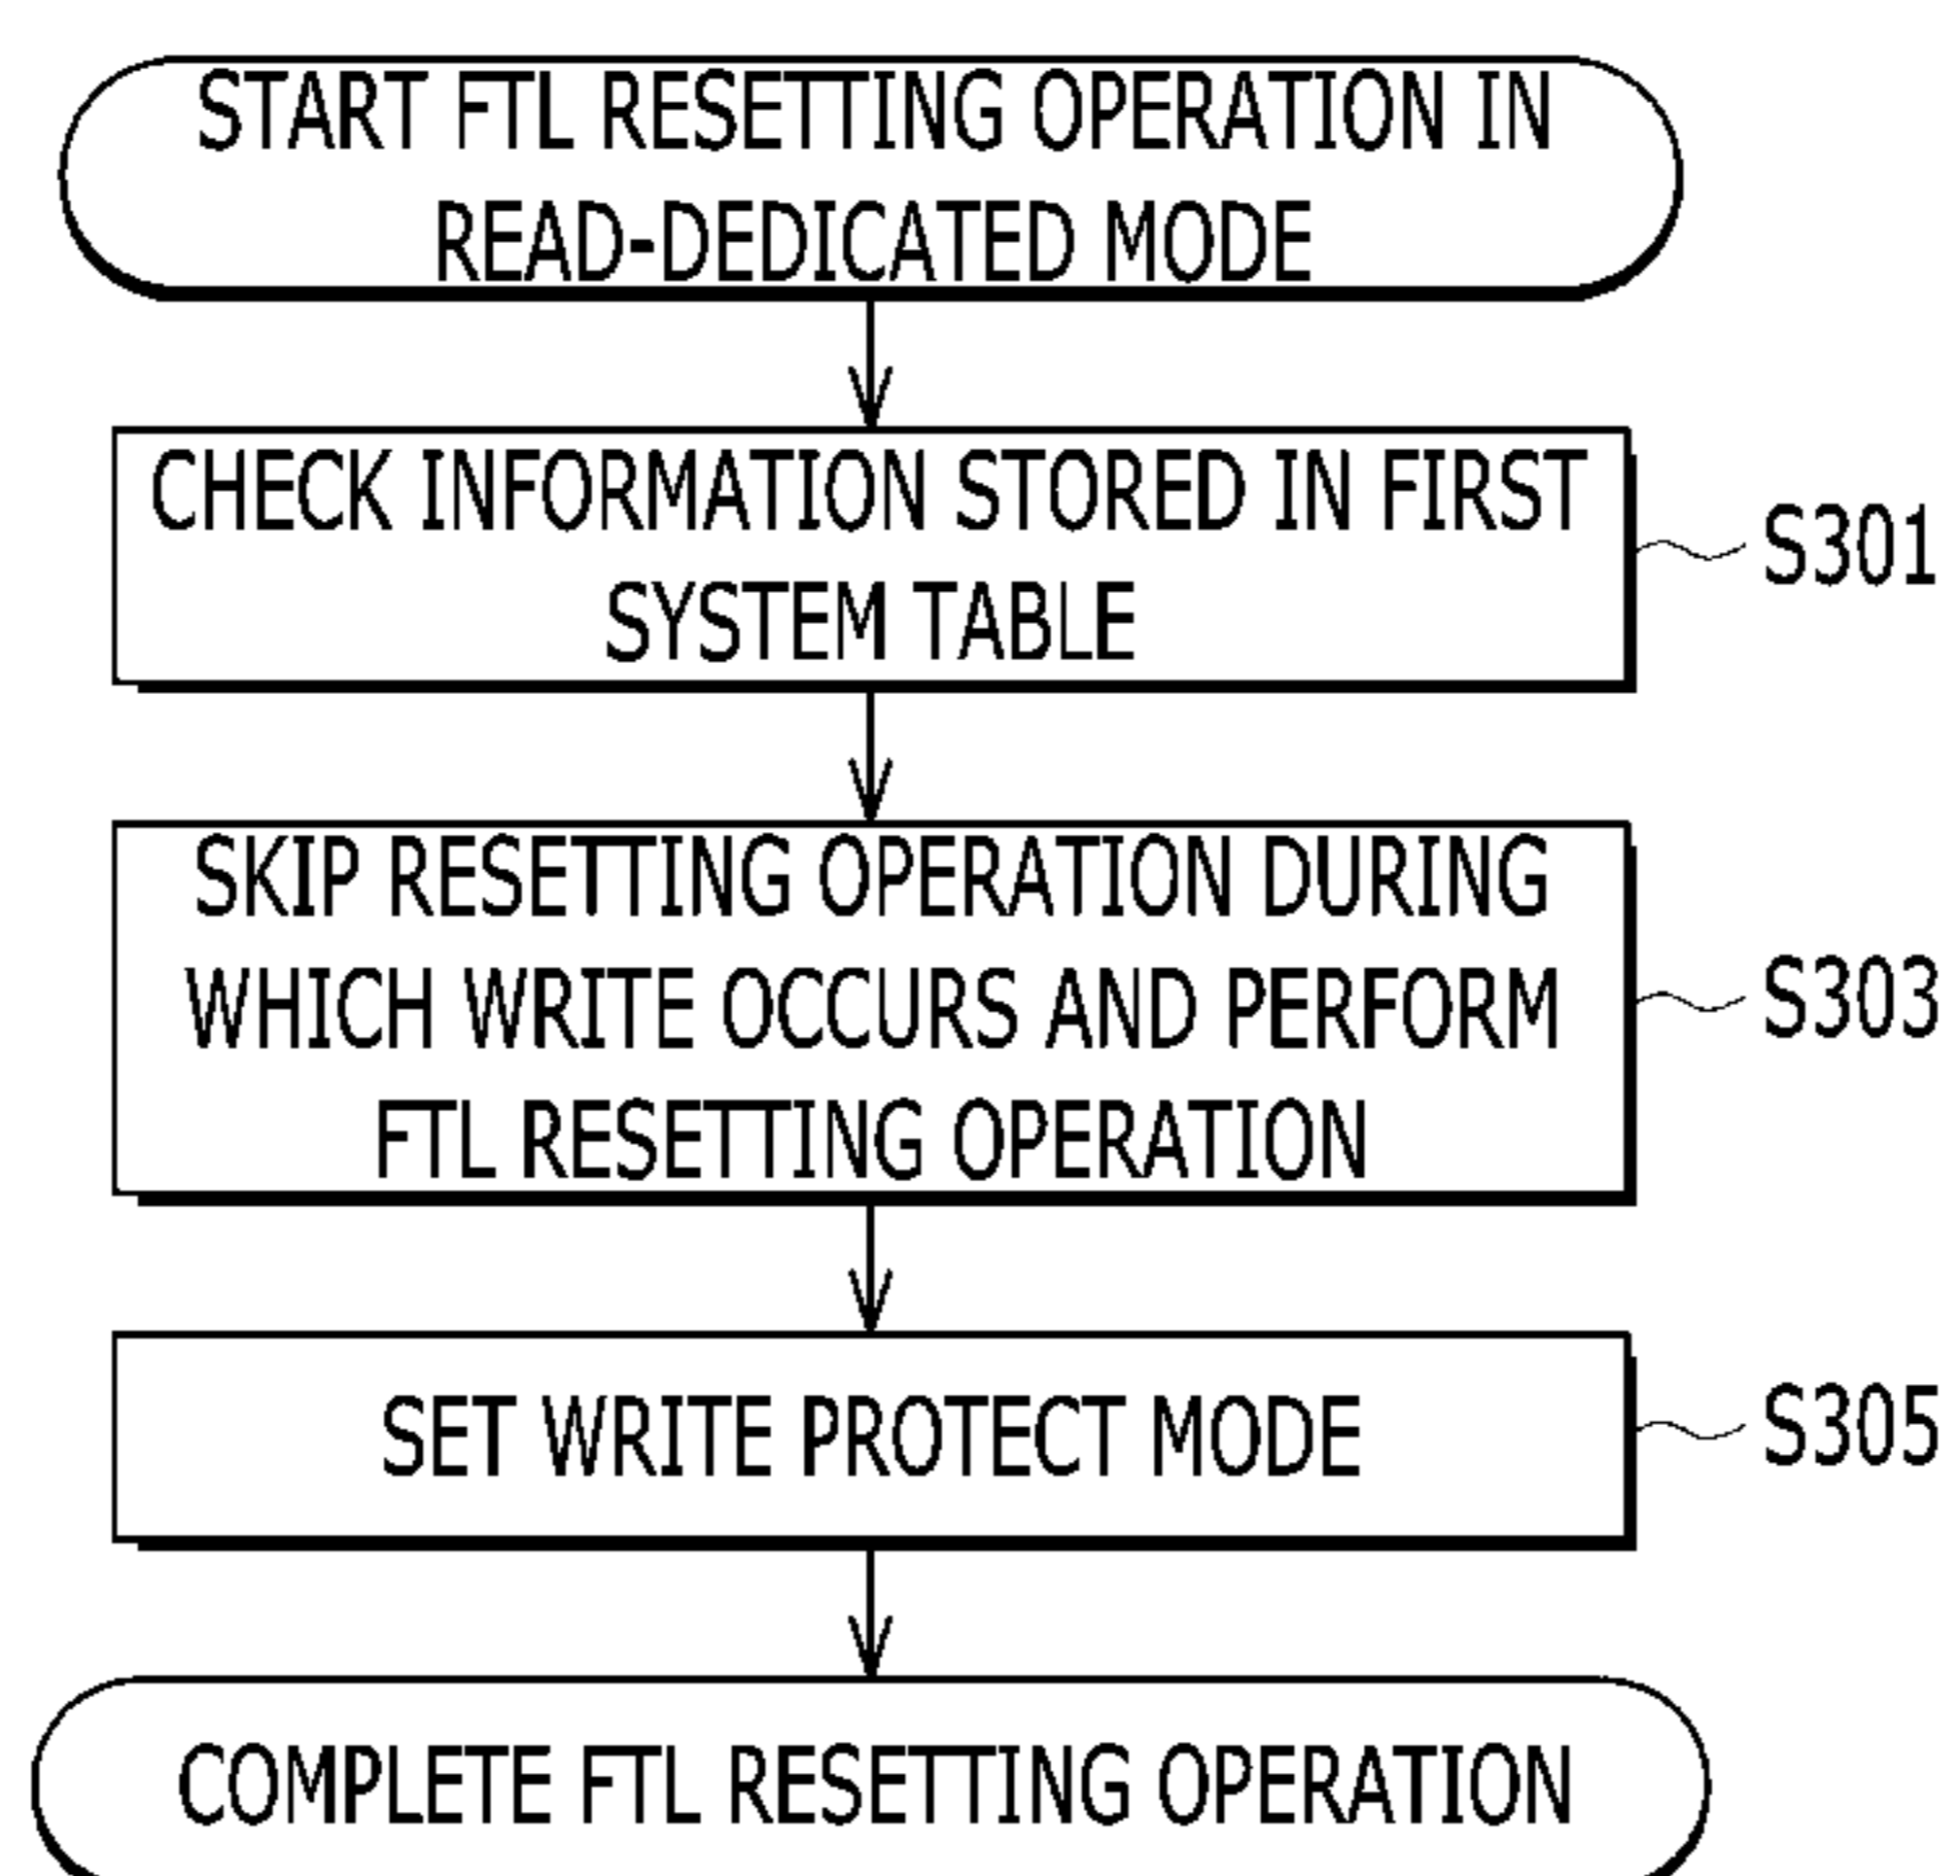 START FTL RESETTING OPERATION IN
READ-DEDICATED MODE
CHECK INFORMATION STORED IN FIRST
SYSTEM TABLE
S301
SKIP RESETTING OPERATION DURING
WHICH WRITE OCCURS AND PERFORM
FTL RESETTING OPERATION
S303
SET WRITE PROTECT MODE
S305
COMPLETE FTL RESETTING OPERATION